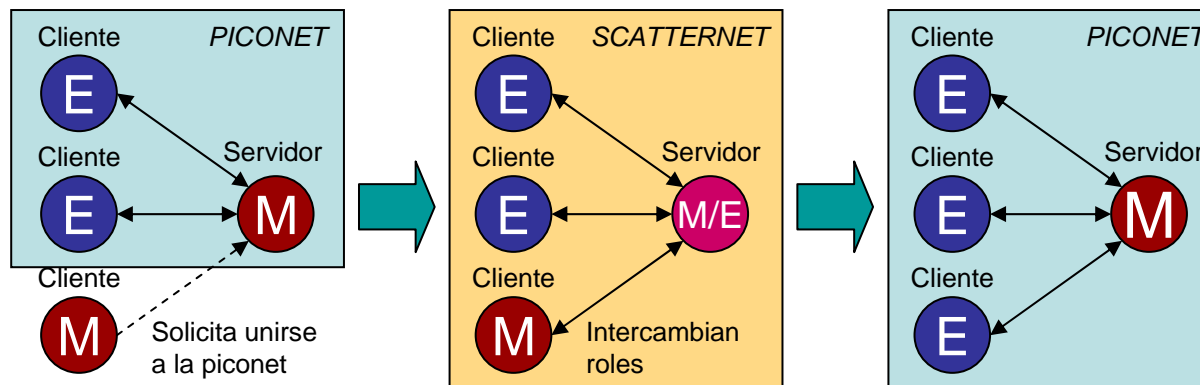 Cliente
PICONET
E
Cliente
Servidor
E
M
Cliente
M
Solicita unirse
a la piconet
Cliente
SCATTERNET
E
Cliente
Servidor
E
M/E
Cliente
M
Intercambian
roles
Cliente
PICONET
E
Cliente
Servidor
E
M
Cliente
E